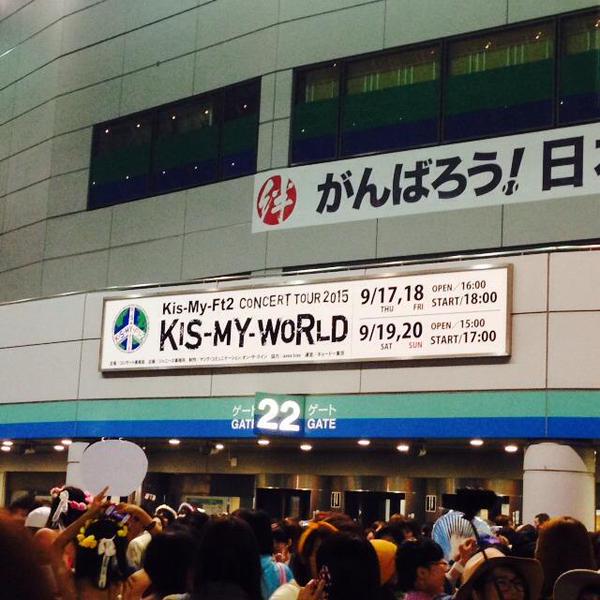 絆 がんばろう!日本
Kis-My-Ft2 CONCERT TOUR 2015
KIS-MY-WORLD
9/17,18 OPEN/16:00
THU FRI START/18:00
9/19,20 OPEN/15:00
SAT SUN START/17:00
ゲート 22 ゲート
GATE GATE